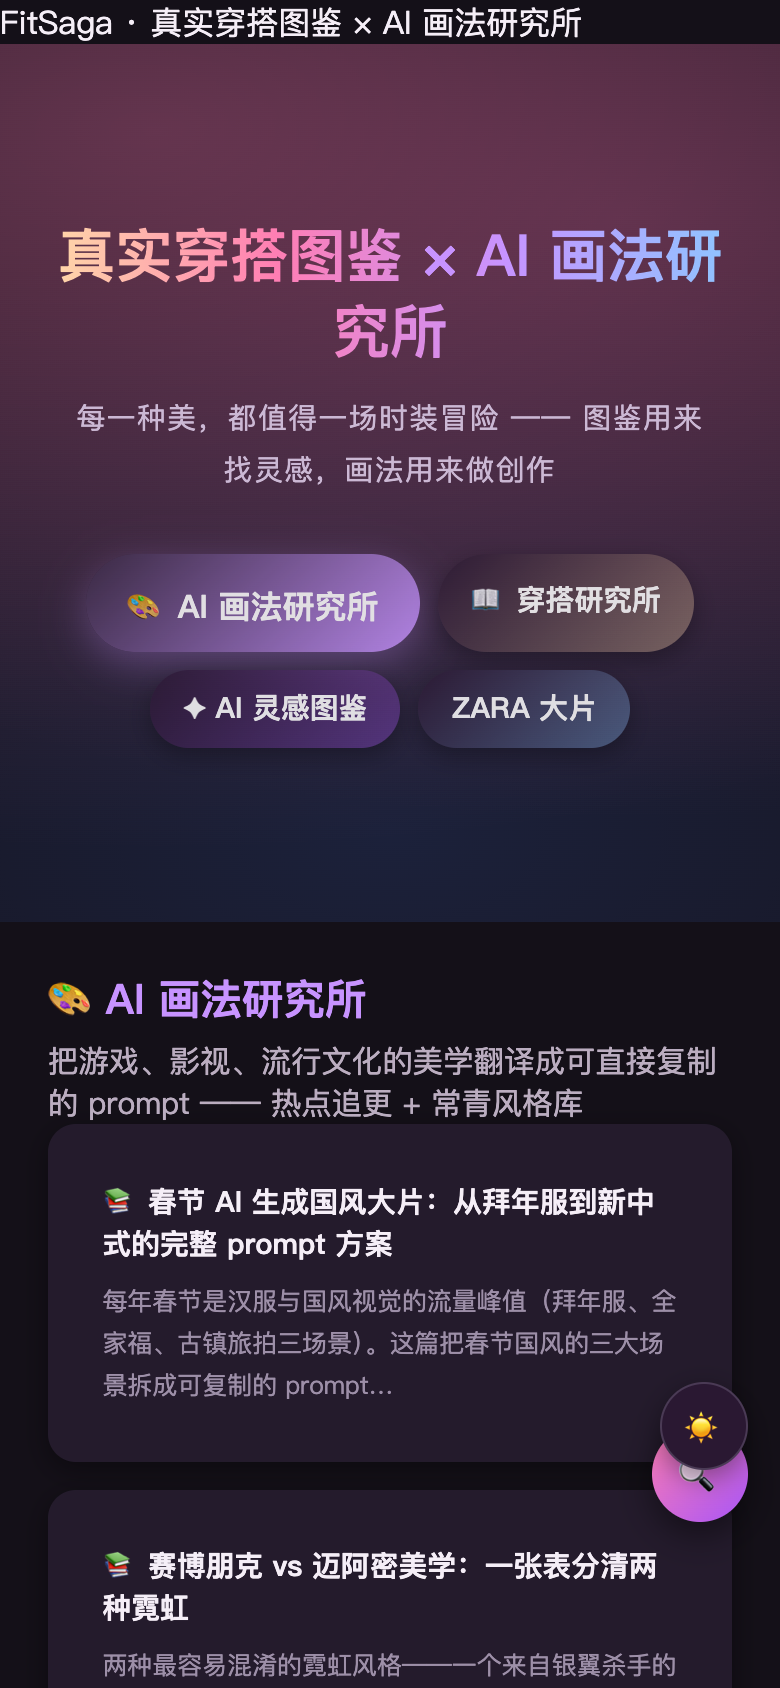 FitSaga · 真实穿搭图鉴 × AI 画法研究所
真实穿搭图鉴 × AI 画法研
究所
每一种美，都值得一场时装冒险 —— 图鉴用来
找灵感，画法用来做创作
🎨 AI 画法研究所
📖 穿搭研究所
✦ AI 灵感图鉴
ZARA 大片
🎨 AI 画法研究所
把游戏、影视、流行文化的美学翻译成可直接复制
的 prompt —— 热点追更 + 常青风格库
📚 春节 AI 生成国风大片：从拜年服到新中
式的完整 prompt 方案
每年春节是汉服与国风视觉的流量峰值（拜年服、全
家福、古镇旅拍三场景）。这篇把春节国风的三大场
景拆成可复制的 prompt…
📚 赛博朋克 vs 迈阿密美学：一张表分清两
种霓虹
两种最容易混淆的霓虹风格——一个来自银翼杀手的